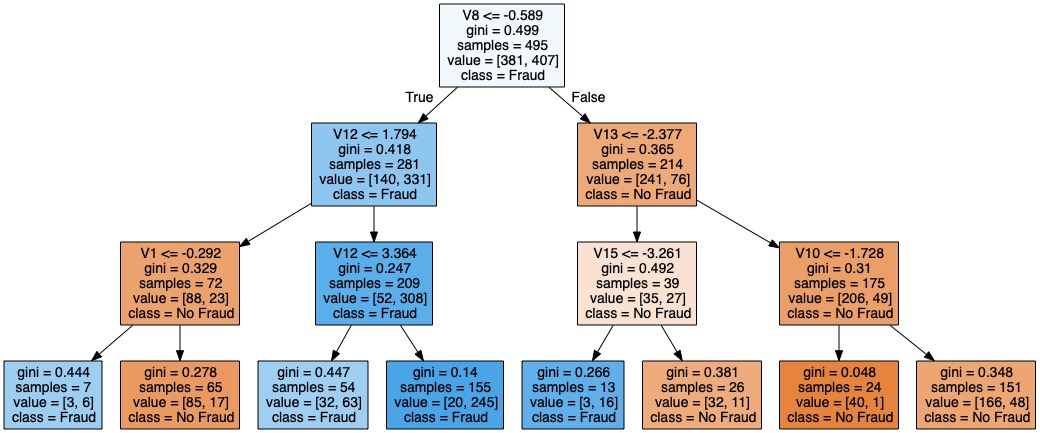 V8 <= -0.589
gini = 0.499
samples = 495
value = [381, 407]
class = Fraud
True
False
V12 <= 1.794
gini = 0.418
samples = 281
value = [140, 331]
class = Fraud
V13 <= -2.377
gini = 0.365
samples = 214
value = [241, 76]
class = No Fraud
V1 <= -0.292
gini = 0.329
samples = 72
value = [88, 23]
class = No Fraud
V12 <= 3.364
gini = 0.247
samples = 209
value = [52, 308]
class = Fraud
V15 <= -3.261
gini = 0.492
samples = 39
value = [35, 27]
class = No Fraud
V10 <= -1.728
gini = 0.31
samples = 175
value = [206, 49]
class = No Fraud
gini = 0.444
samples = 7
value = [3, 6]
class = Fraud
gini = 0.278
samples = 65
value = [85, 17]
class = No Fraud
gini = 0.447
samples = 54
value = [32, 63]
class = Fraud
gini = 0.14
samples = 155
value = [20, 245]
class = Fraud
gini = 0.266
samples = 13
value = [3, 16]
class = Fraud
gini = 0.381
samples = 26
value = [32, 11]
class = No Fraud
gini = 0.048
samples = 24
value = [40, 1]
class = No Fraud
gini = 0.348
samples = 151
value = [166, 48]
class = No Fraud